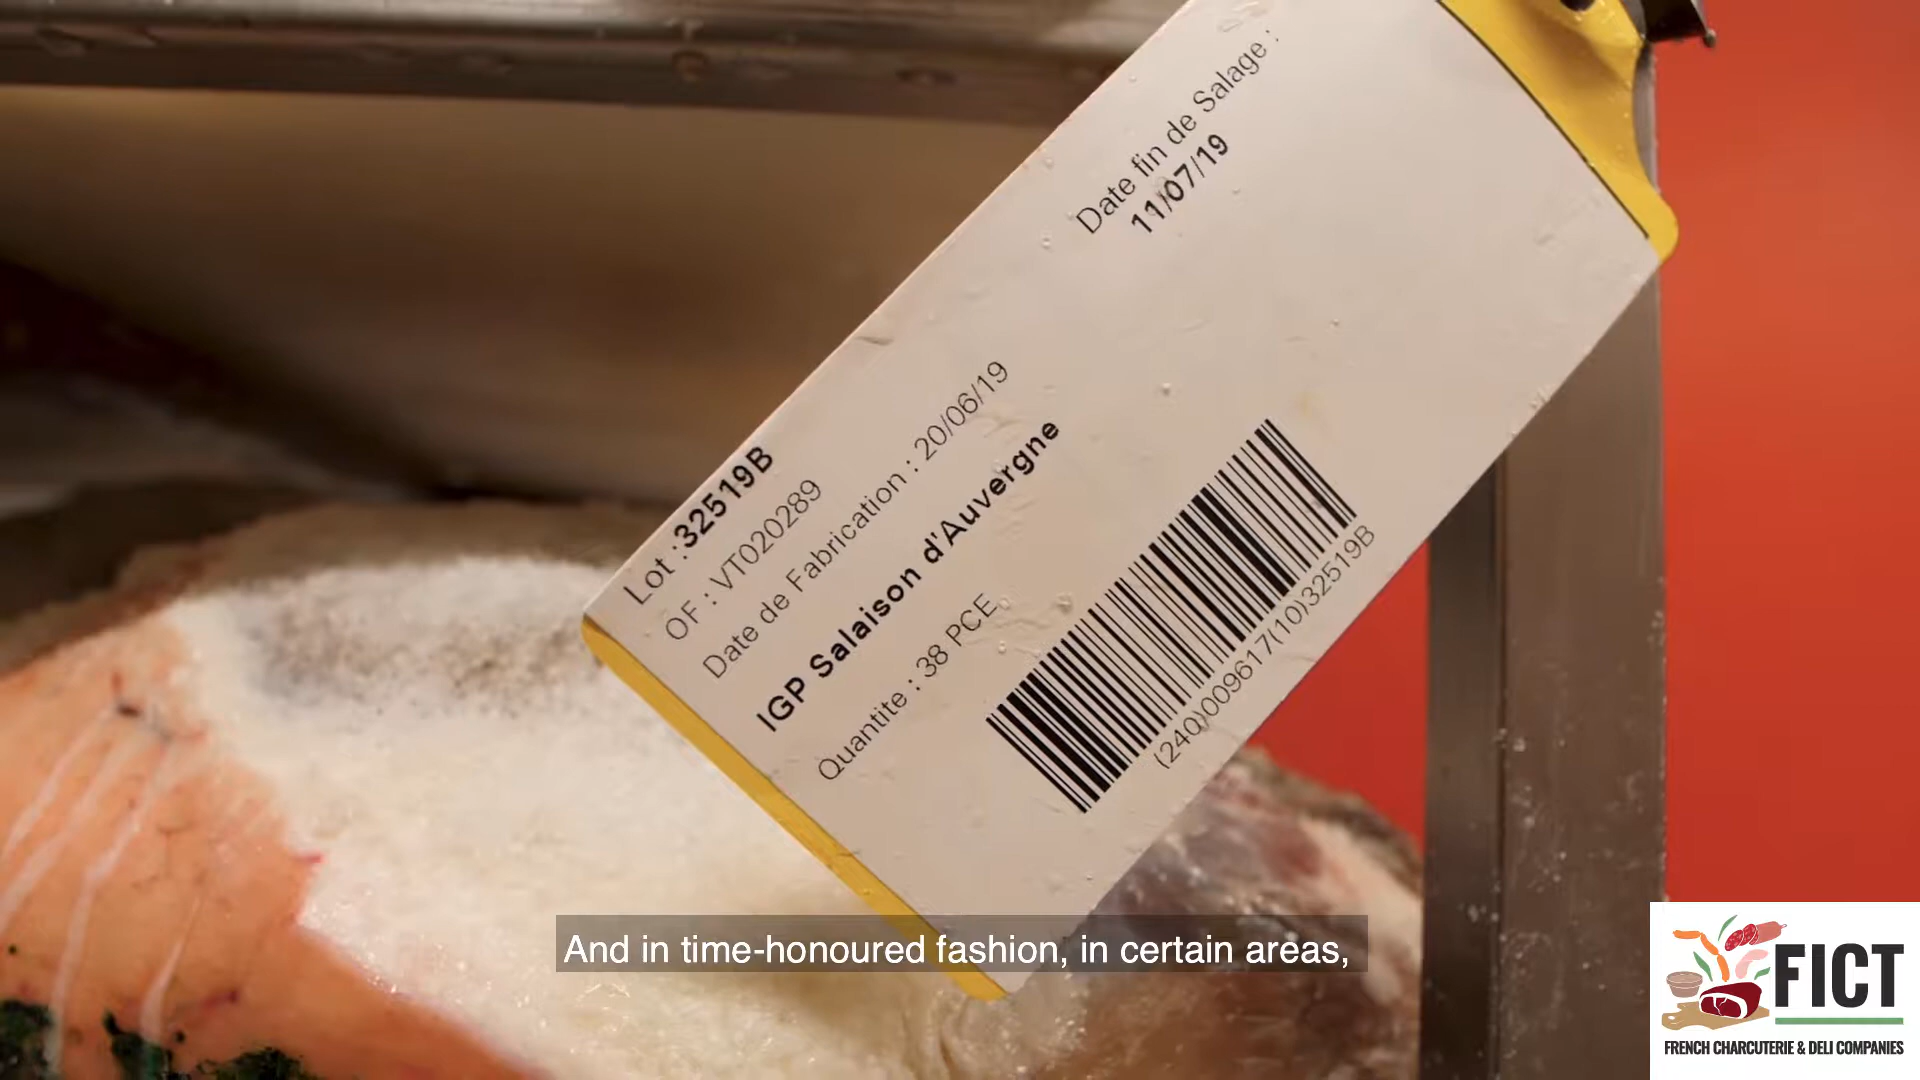 Date fin de Salage :
11/07/19
Lot :32519B
OF : VT020289
Date de Fabrication : 20/06/19
IGP Salaison d'Auvergne
Quantite : 38 PCE
(240)009617(10)32519B
And in time-honoured fashion, in certain areas,
FICT
FRENCH CHARCUTERIE & DELI COMPANIES